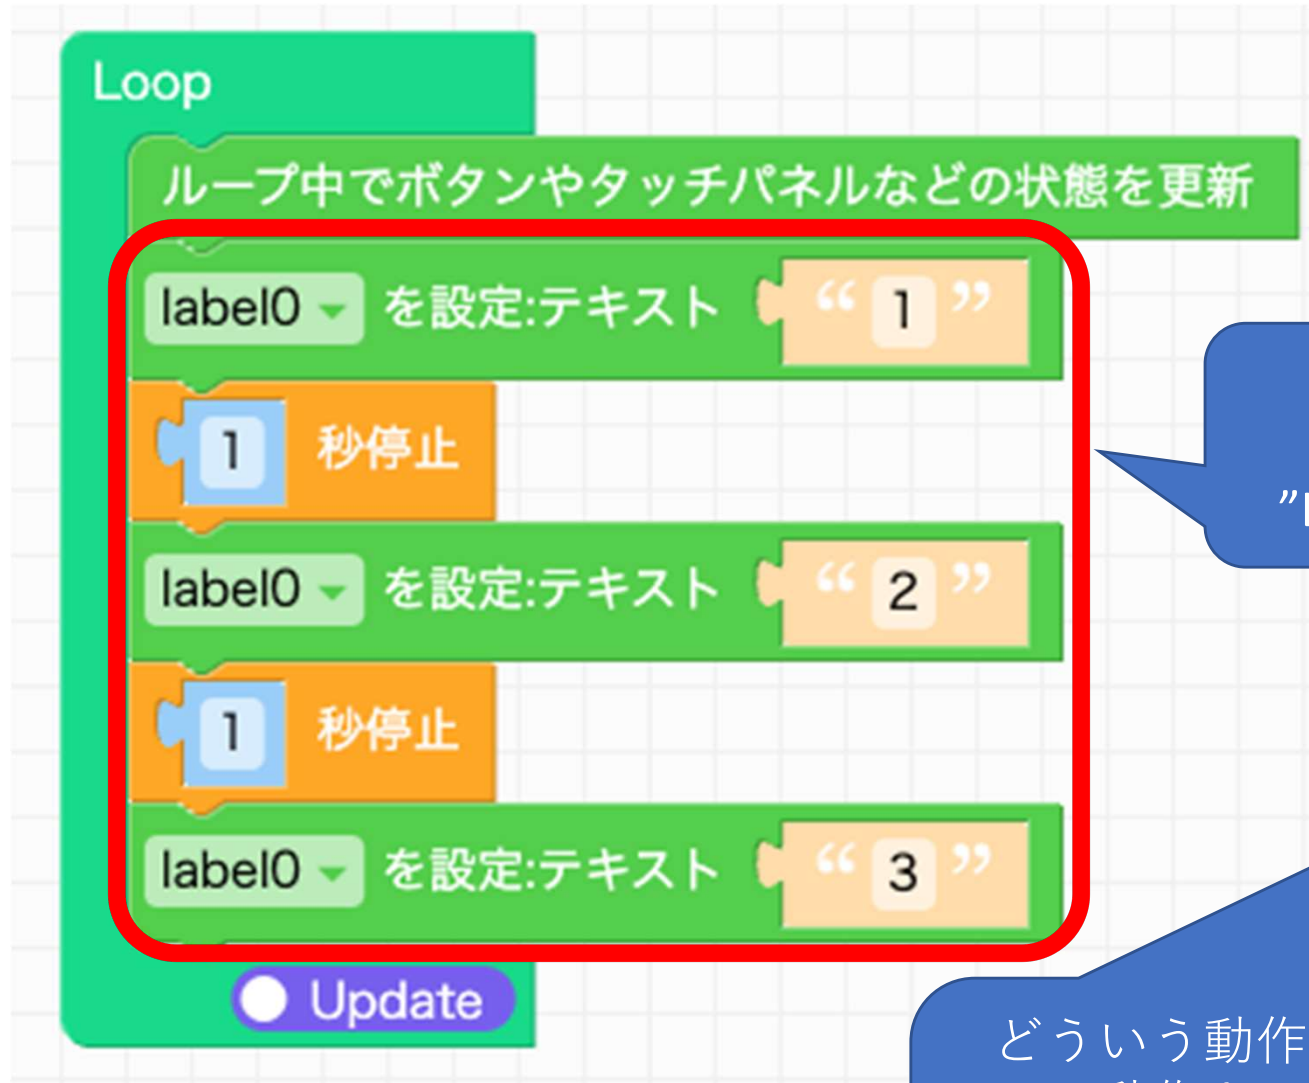 Loop
ループ中でボタンやタッチパネルなどの状態を更新
label0 を設定:テキスト “ 1 ”
1 秒停止
label0 を設定:テキスト “ 2 ”
1 秒停止
label0 を設定:テキスト “ 3 ”
Update
どういう動作